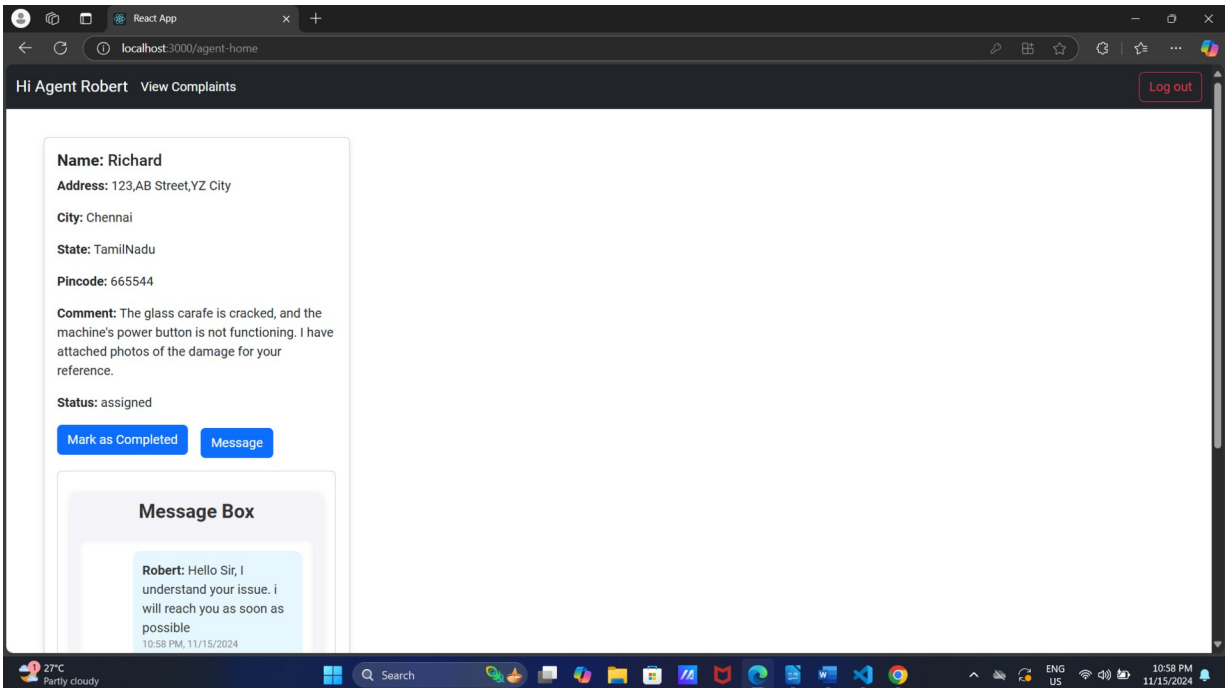 React App
localhost:3000/agent-home
Hi Agent Robert View Complaints
Log out
Name: Richard
Address: 123,AB Street,YZ City
City: Chennai
State: TamilNadu
Pincode: 665544
Comment: The glass carafe is cracked, and the
machine's power button is not functioning. I have
attached photos of the damage for your
reference.
Status: assigned
Mark as Completed
Message
Message Box
Robert: Hello Sir, I
understand your issue. i
will reach you as soon as
possible
10:58 PM, 11/15/2024
1
27°C
Partly cloudy
Search
ENG
US
10:58 PM
11/15/2024